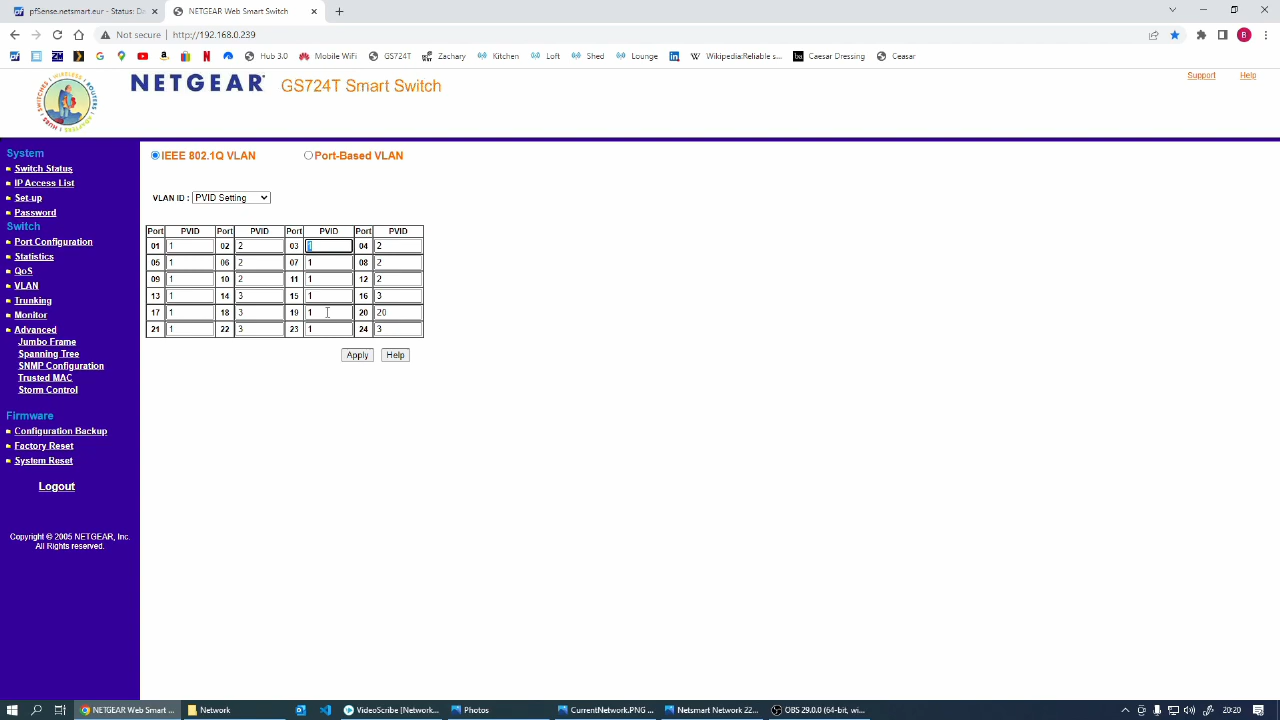 pfSense.netsmart.eur - Status: Da
NETGEAR Web Smart Switch
Not secure
http://192.168.0.239
B
Hub 3.0
Mobile WiFi
GS724T
Zachary
Kitchen
Loft
Shed
Lounge
Wikipedia:Reliable s...
Caesar Dressing
Ceasar
NETGEAR GS724T Smart Switch
Support
Help
System
Switch Status
IP Access List
Set-up
Password
Switch
Port Configuration
Statistics
QoS
VLAN
Trunking
Monitor
Advanced
Jumbo Frame
Spanning Tree
SNMP Configuration
Trusted MAC
Storm Control
Firmware
Configuration Backup
Factory Reset
System Reset
Logout
Copyright © 2005 NETGEAR, Inc.
All Rights reserved.
IEEE 802.1Q VLAN
Port-Based VLAN
VLAN ID : PVID Setting
Port PVID Port PVID Port PVID Port PVID
01 1 02 2 03 1 04 2
05 1 06 2 07 1 08 2
09 1 10 2 11 1 12 2
13 1 14 3 15 1 16 3
17 1 18 3 19 1 20 20
21 1 22 3 23 1 24 3
Apply
Help
NETGEAR Web Smart ...
Network
VideoScribe [Network...
Photos
CurrentNetwork.PNG ...
Netsmart Network ZZ...
OBS 29.0.0 (64-bit, wi...
20:20